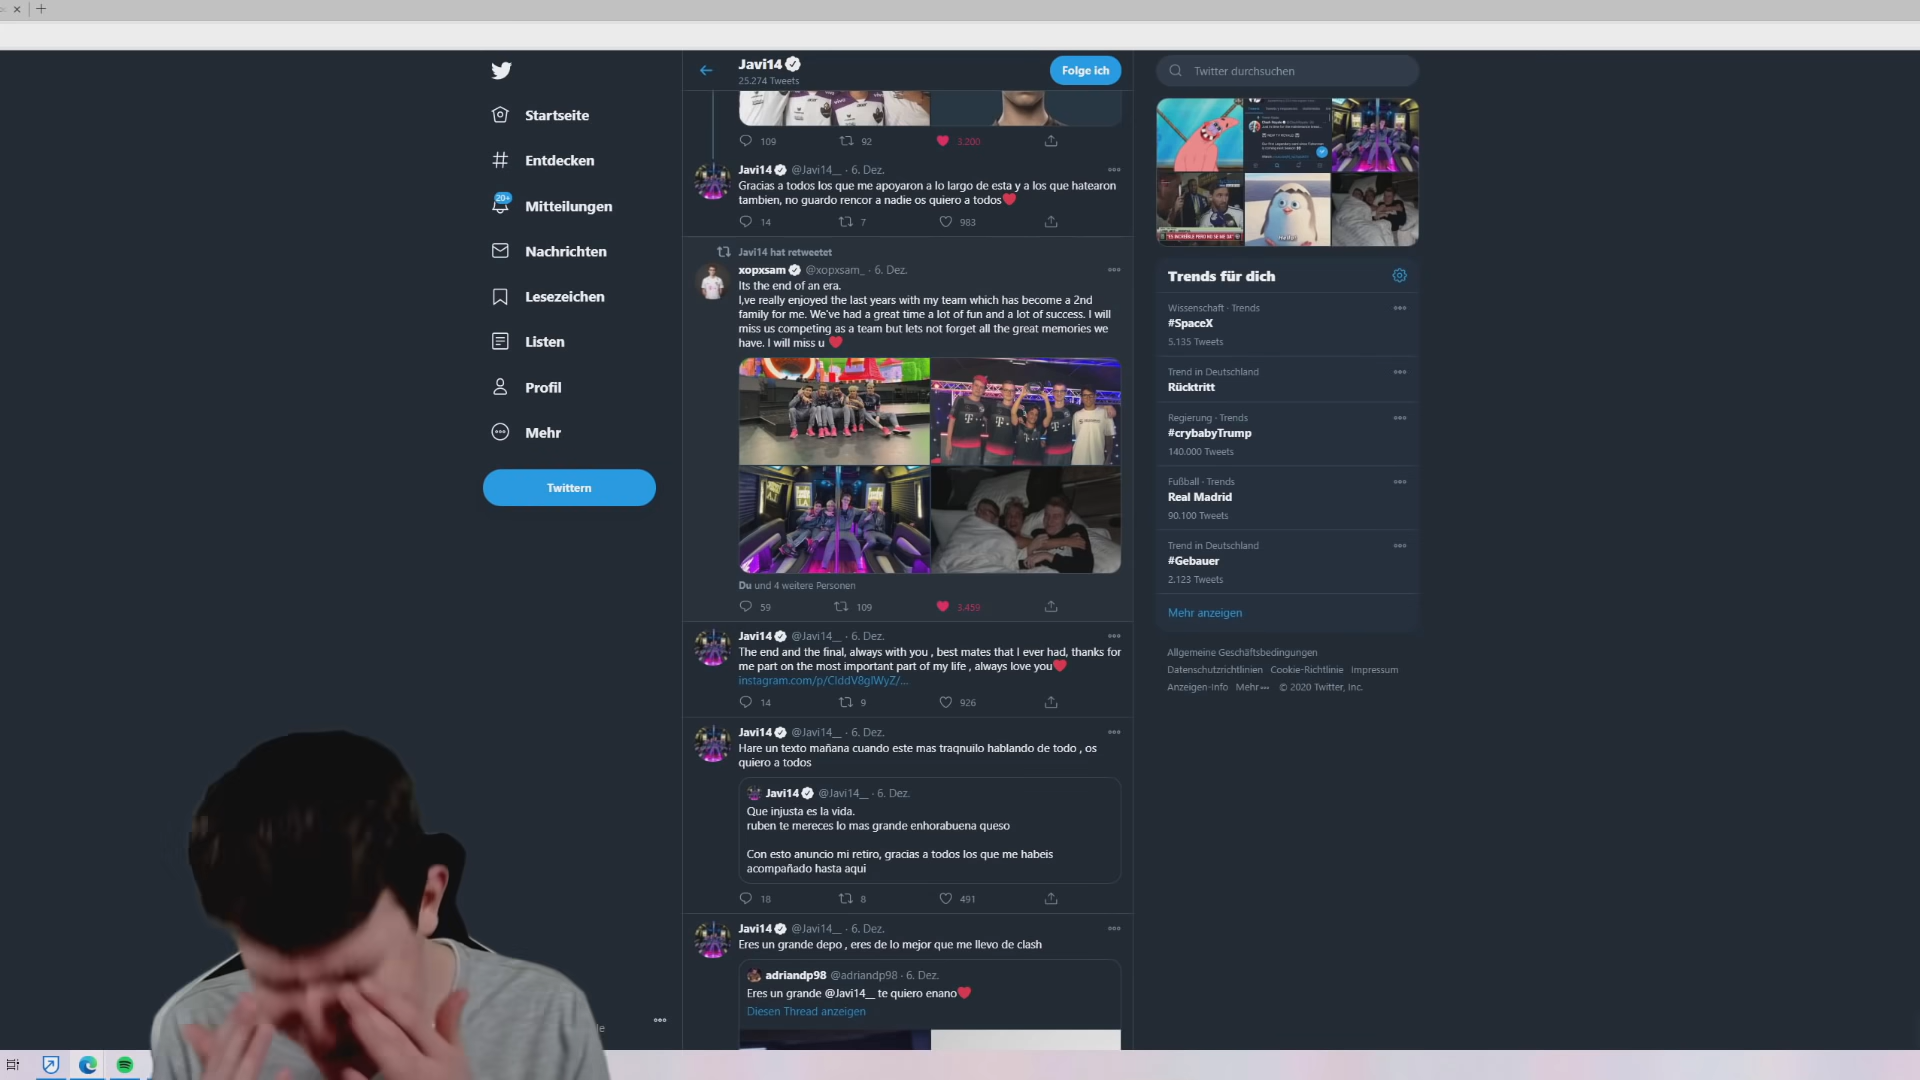 Javi14
25.274 Tweets
Folge ich
Twitter durchsuchen
Startseite
Entdecken
20+
Mitteilungen
Nachrichten
Lesezeichen
Listen
Profil
Mehr
Twittern
109 92 3.200
Javi14 @Javi14__ · 6. Dez.
Gracias a todos los que me apoyaron a lo largo de esta y a los que hatearon
tambien, no guardo rencor a nadie os quiero a todos
14 7 983
Javi14 hat retweetet
xopxsam @xopxsam_ · 6. Dez.
Its the end of an era.
I,ve really enjoyed the last years with my team which has become a 2nd
family for me. We've had a great time a lot of fun and a lot of success. I will
miss us competing as a team but lets not forget all the great memories we
have. I will miss u
Du und 4 weitere Personen
59 109 3.459
Javi14 @Javi14__ · 6. Dez.
The end and the final, always with you , best mates that I ever had, thanks for
me part on the most important part of my life , always love you
instagram.com/p/CIddV8glWyZ/...
14 9 926
Javi14 @Javi14__ · 6. Dez.
Hare un texto mañana cuando este mas traqnuilo hablando de todo , os
quiero a todos
Javi14 @Javi14__ · 6. Dez.
Que injusta es la vida.
ruben te mereces lo mas grande enhorabuena queso
Con esto anuncio mi retiro, gracias a todos los que me habeis
acompañado hasta aqui
18 8 491
Javi14 @Javi14__ · 6. Dez.
Eres un grande depo , eres de lo mejor que me llevo de clash
adriandp98 @adriandp98 · 6. Dez.
Eres un grande @Javi14__ te quiero enano
Diesen Thread anzeigen
Trends für dich
Wissenschaft · Trends
#SpaceX
5.135 Tweets
Trend in Deutschland
Rücktritt
Regierung · Trends
#crybabyTrump
140.000 Tweets
Fußball · Trends
Real Madrid
90.100 Tweets
Trend in Deutschland
#Gebauer
2.123 Tweets
Mehr anzeigen
Allgemeine Geschäftsbedingungen
Datenschutzrichtlinien Cookie-Richtlinie Impressum
Anzeigen-Info Mehr © 2020 Twitter, Inc.